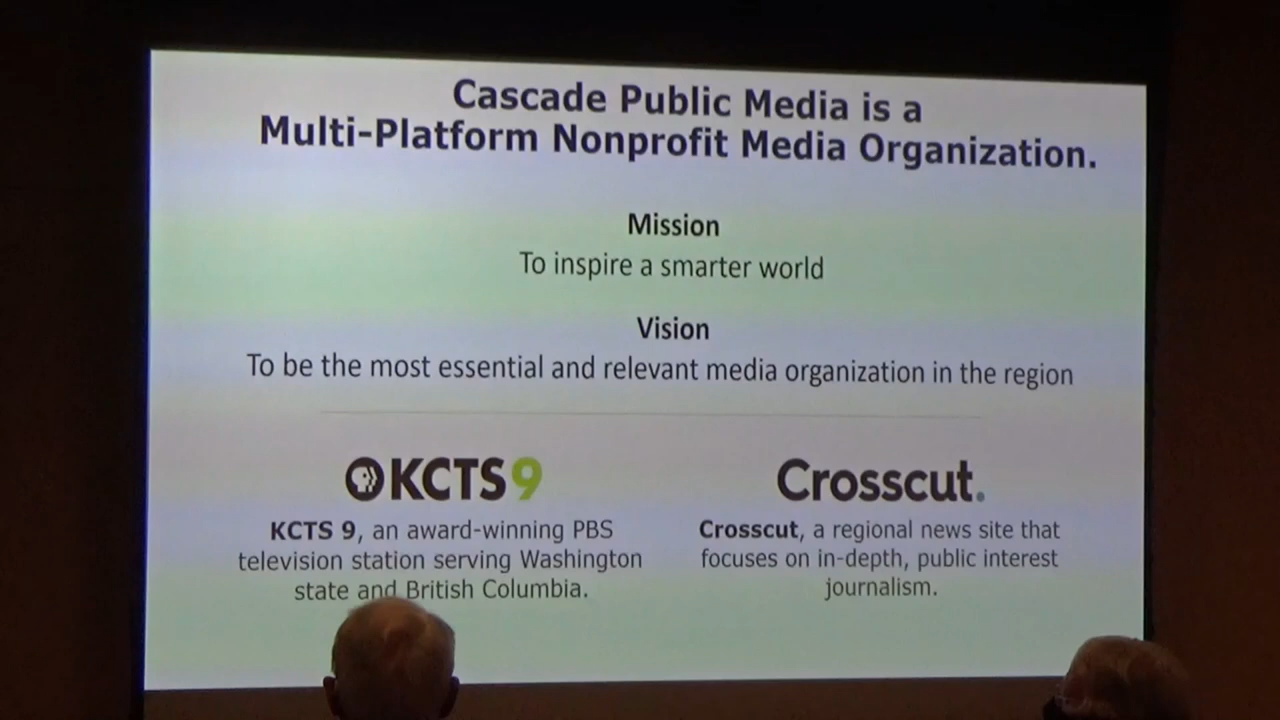 Cascade Public Media is a
Multi-Platform Nonprofit Media Organization.
Mission
To inspire a smarter world
Vision
To be the most essential and relevant media organization in the region
KCTS 9
KCTS 9, an award-winning PBS
television station serving Washington
state and British Columbia.
Crosscut.
Crosscut, a regional news site that
focuses on in-depth, public interest
journalism.